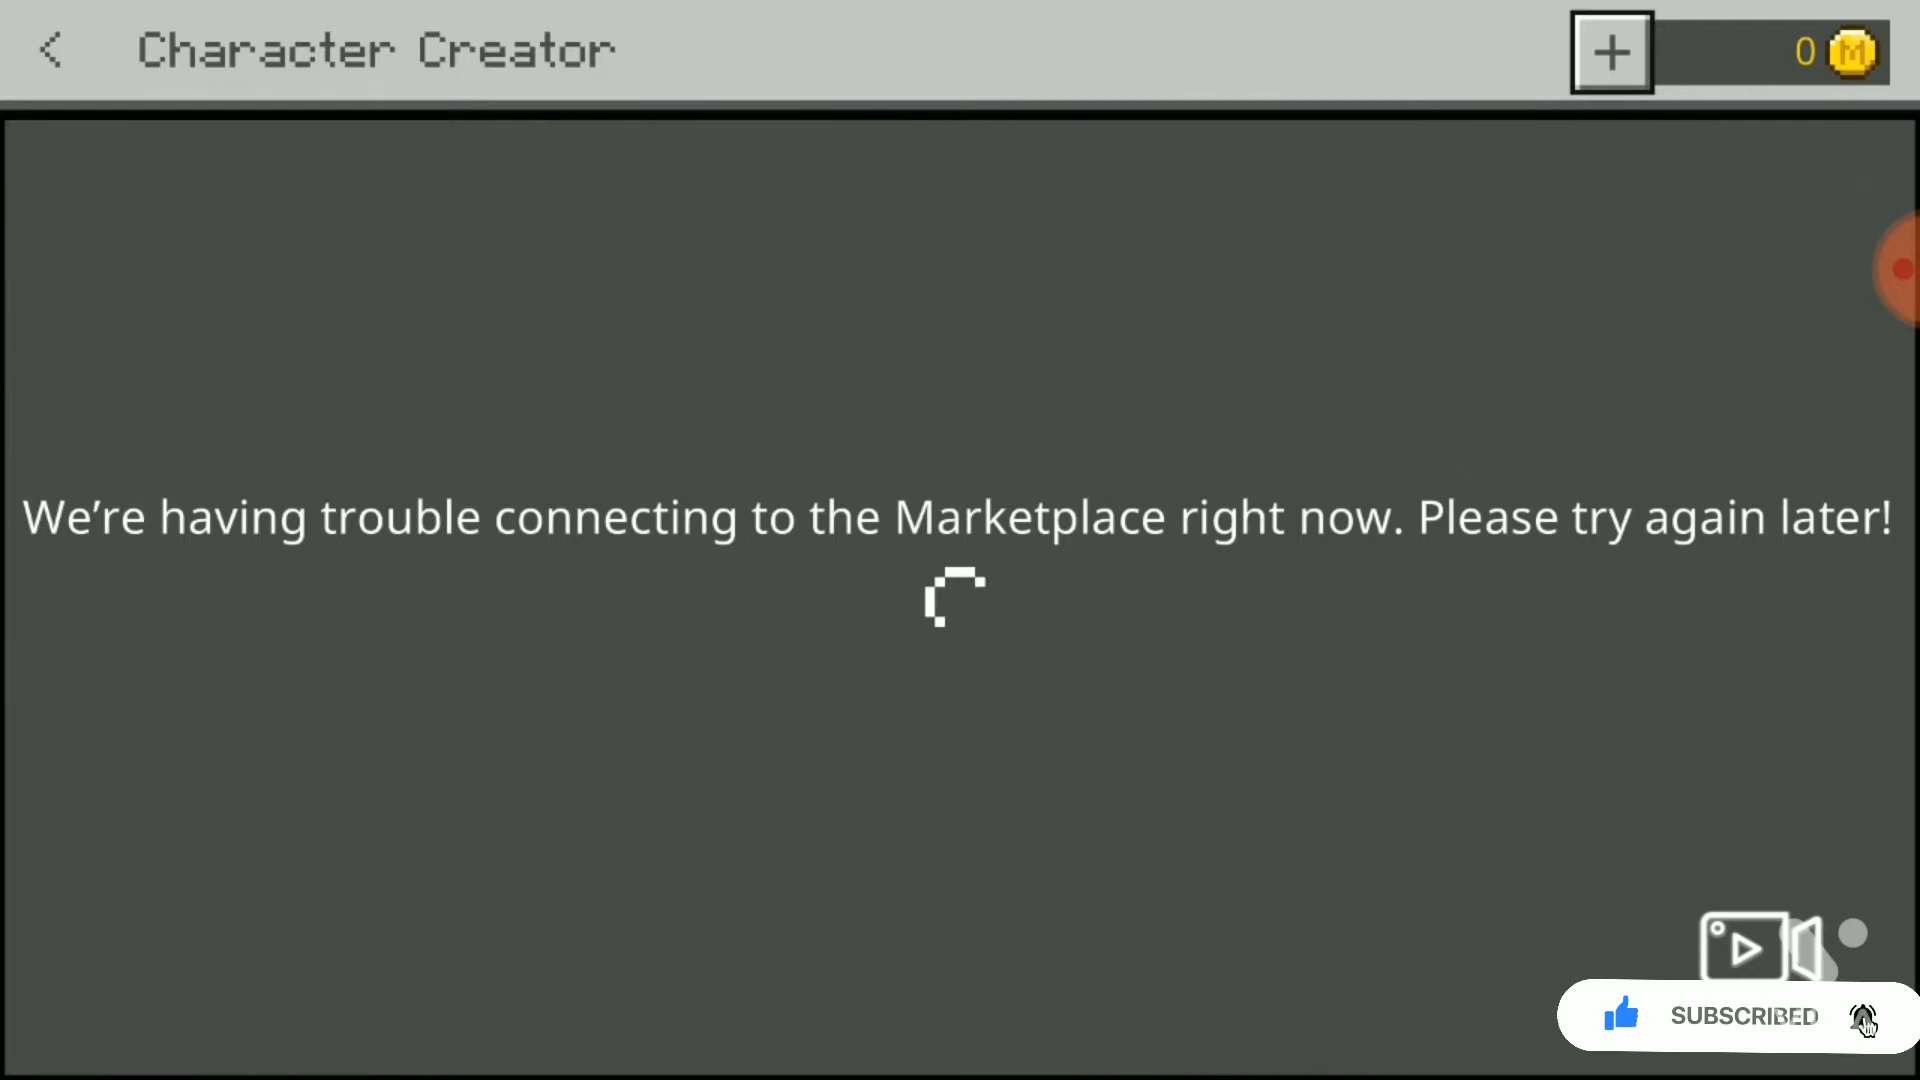 Character Creator
0
We’re having trouble connecting to the Marketplace right now. Please try again later!
SUBSCRIBED